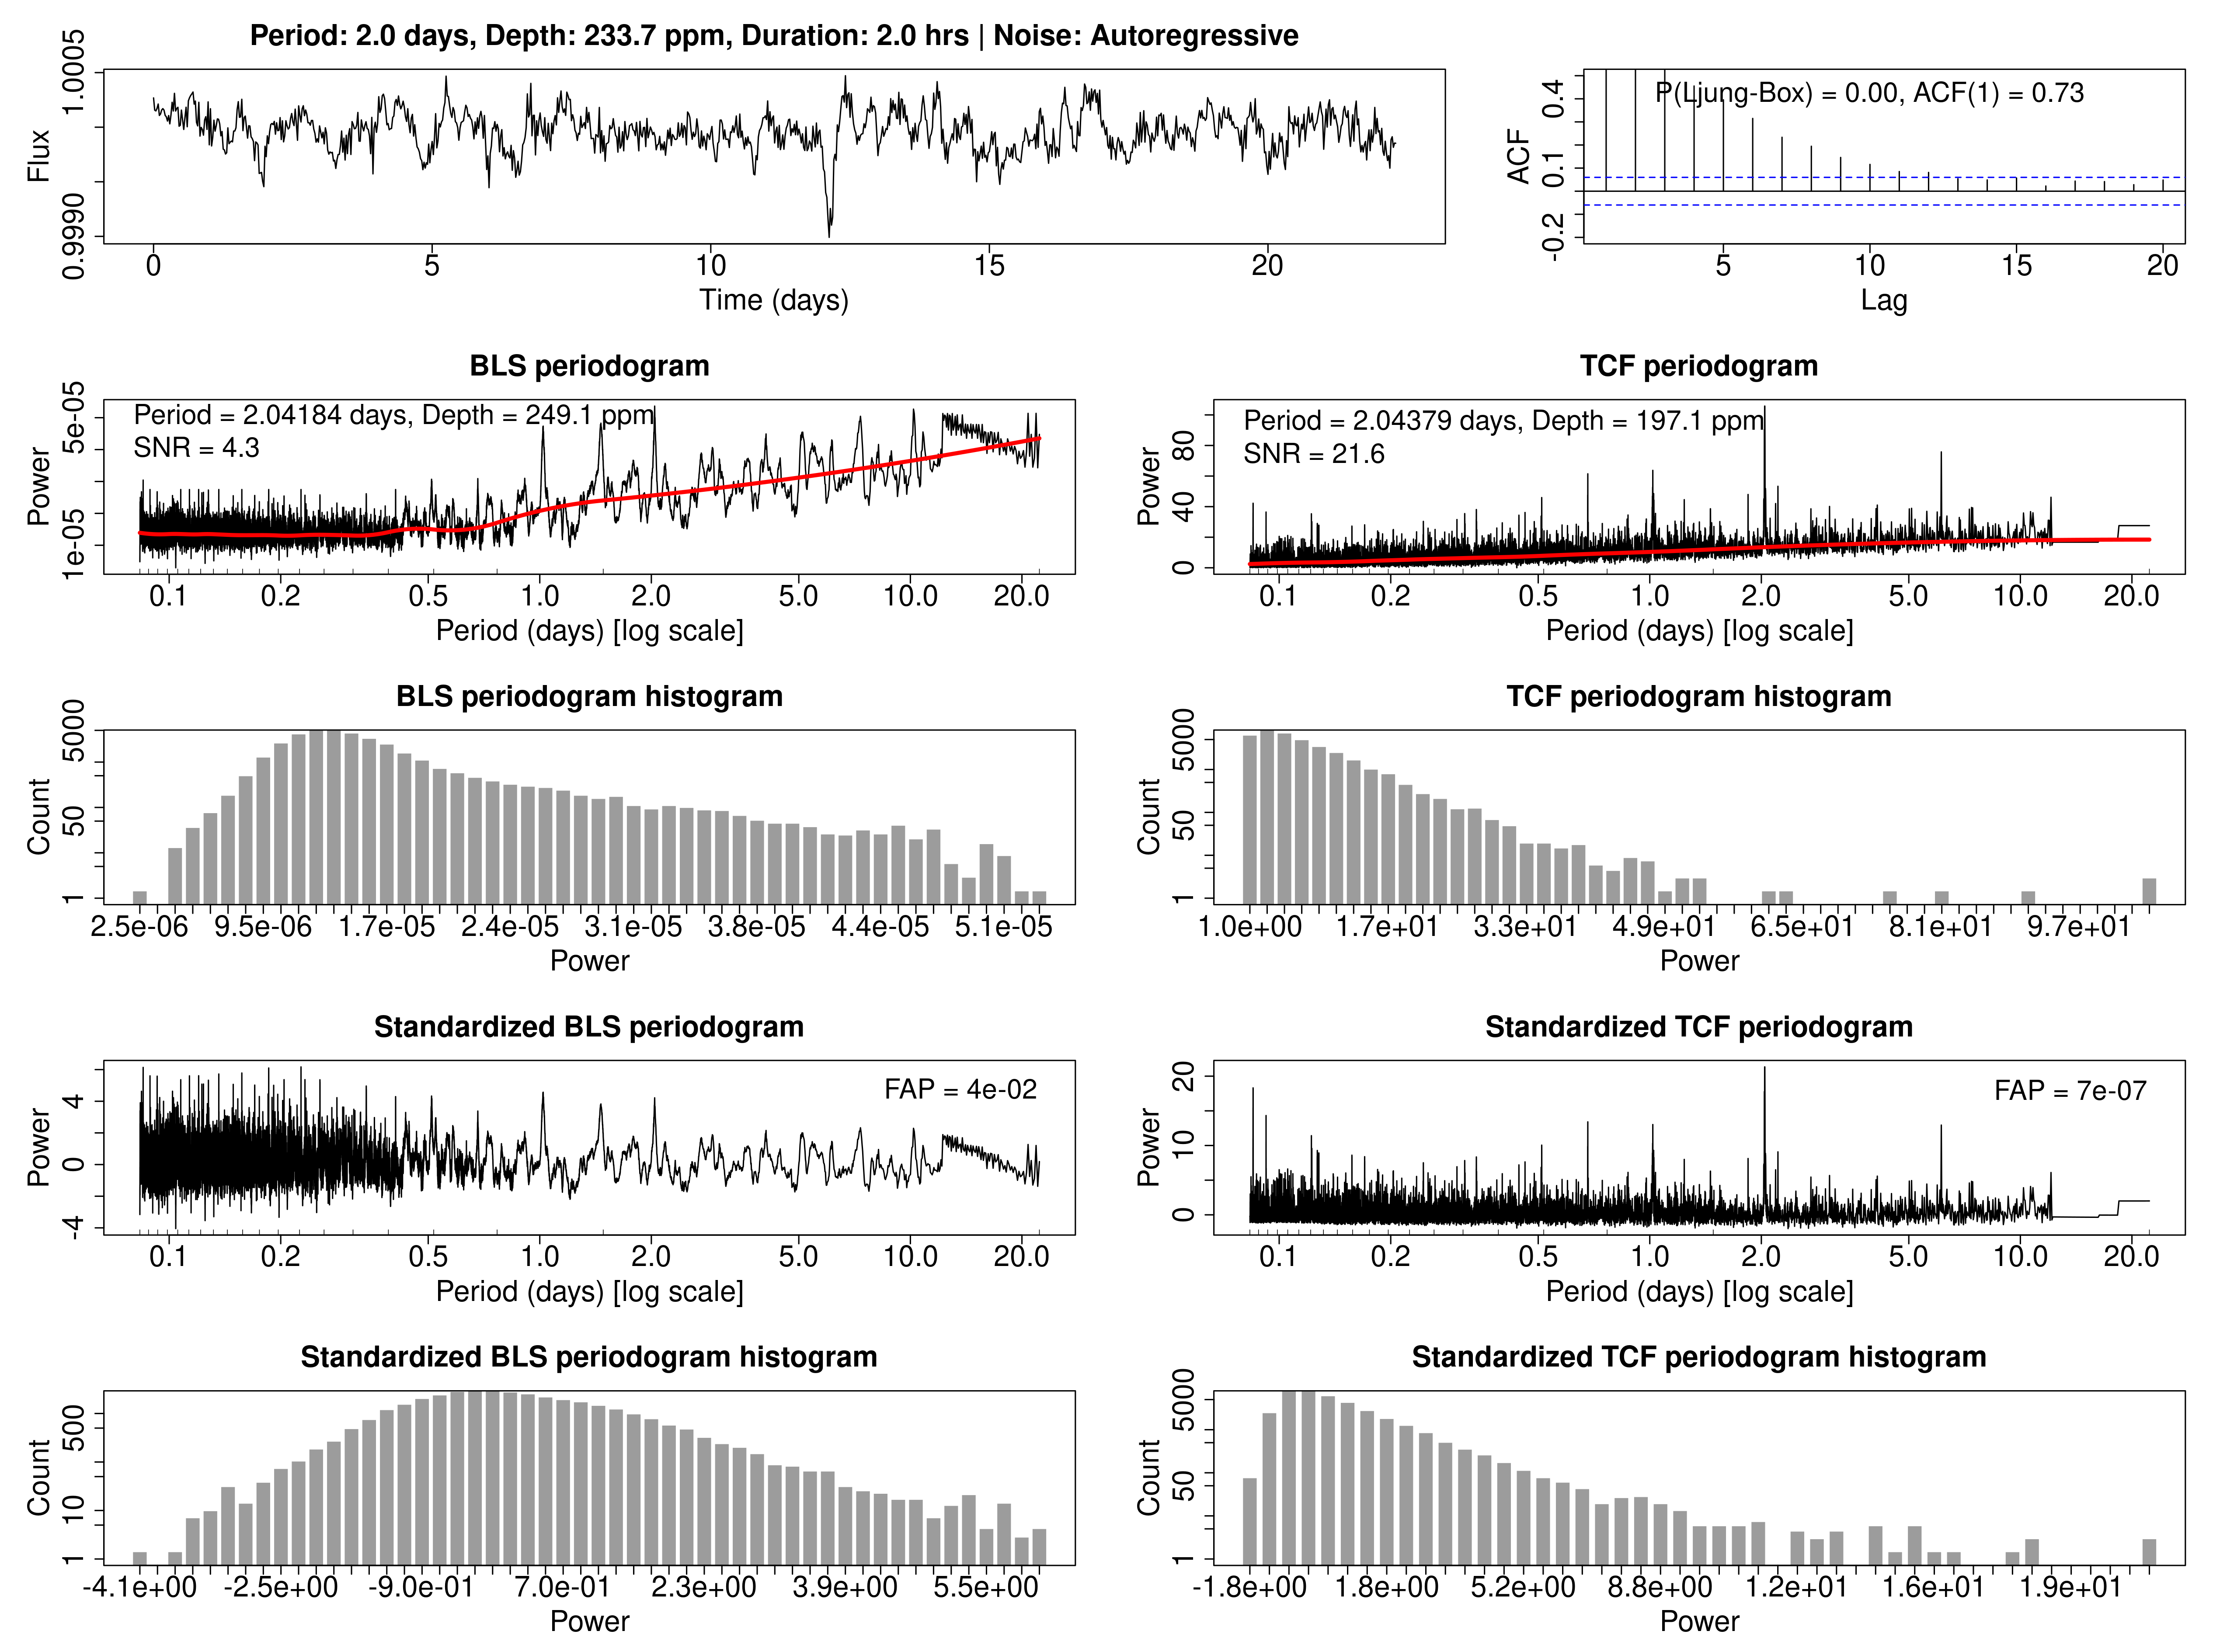 Period: 2.0 days, Depth: 233.7 ppm, Duration: 2.0 hrs | Noise: Autoregressive
Flux
0.9990 1.0005
0 5 10 15 20
Time (days)
P(Ljung-Box) = 0.00, ACF(1) = 0.73
ACF
-0.2 0.1 0.4
5 10 15 20
Lag
BLS periodogram
Period = 2.04184 days, Depth = 249.1 ppm
SNR = 4.3
Power
1e-05 5e-05
0.1 0.2 0.5 1.0 2.0 5.0 10.0 20.0
Period (days) [log scale]
TCF periodogram
Period = 2.04379 days, Depth = 197.1 ppm
SNR = 21.6
Power
0 40 80
0.1 0.2 0.5 1.0 2.0 5.0 10.0 20.0
Period (days) [log scale]
BLS periodogram histogram
Count
1 50 5000
2.5e-06 9.5e-06 1.7e-05 2.4e-05 3.1e-05 3.8e-05 4.4e-05 5.1e-05
Power
TCF periodogram histogram
Count
1 50 5000
1.0e+00 1.7e+01 3.3e+01 4.9e+01 6.5e+01 8.1e+01 9.7e+01
Power
Standardized BLS periodogram
FAP = 4e-02
Power
-4 0 4
0.1 0.2 0.5 1.0 2.0 5.0 10.0 20.0
Period (days) [log scale]
Standardized TCF periodogram
FAP = 7e-07
Power
0 10 20
0.1 0.2 0.5 1.0 2.0 5.0 10.0 20.0
Period (days) [log scale]
Standardized BLS periodogram histogram
Count
1 10 500
-4.1e+00 -2.5e+00 -9.0e-01 7.0e-01 2.3e+00 3.9e+00 5.5e+00
Power
Standardized TCF periodogram histogram
Count
1 50 5000
-1.8e+00 1.8e+00 5.2e+00 8.8e+00 1.2e+01 1.6e+01 1.9e+01
Power